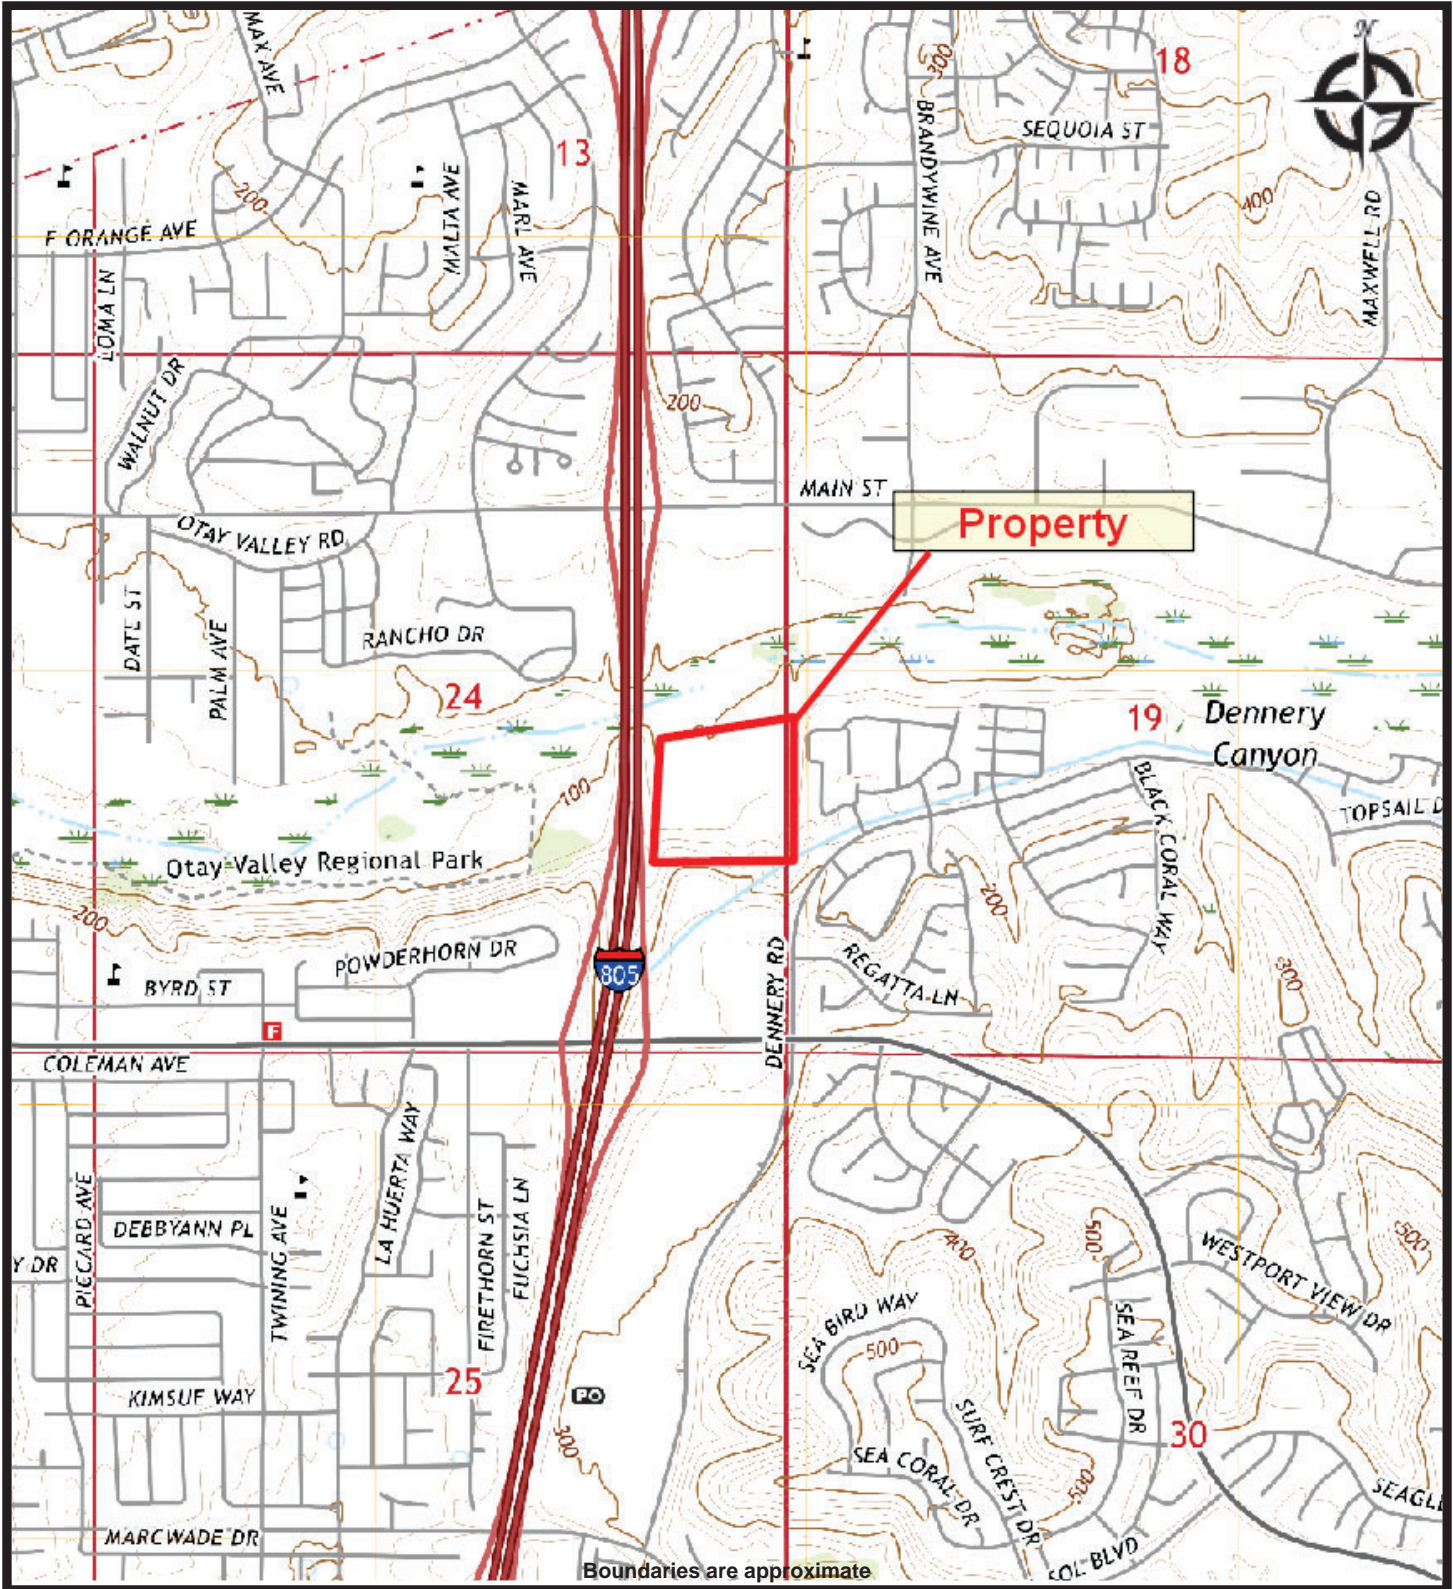 N
MAX AVE
300
18
SEQUOIA ST
13
BRANDYWINE AVE
200
MALTA AVE
MARL AVE
400
MAXWELL RD
E ORANGE AVE
LOMA LN
WALNUT DR
200
MAIN ST
Property
OTAY VALLEY RD
DATE ST
PALM AVE
RANCHO DR
24
19
Dennery
Canyon
100
BLACK CORAL WAY
TOPSAIL D
Otay Valley Regional Park
200
200
POWDERHORN DR
805
DENNERY RD
REGATTA LN
300
BYRD ST
F
COLEMAN AVE
PICCARD AVE
LA HUERTA WAY
DEBBYANN PL
TWINING AVE
FIRETHORN ST
FUCHSIA LN
Y DR
400
500
500
WESTPORT VIEW DR
SEA BIRD WAY
500
SEA REEF DR
25
KIMSUE WAY
300
SURF CREST DR
30
SEA CORAL DR
500
SEAGL
MARCWADE DR
SOL BLVD
Boundaries are approximate